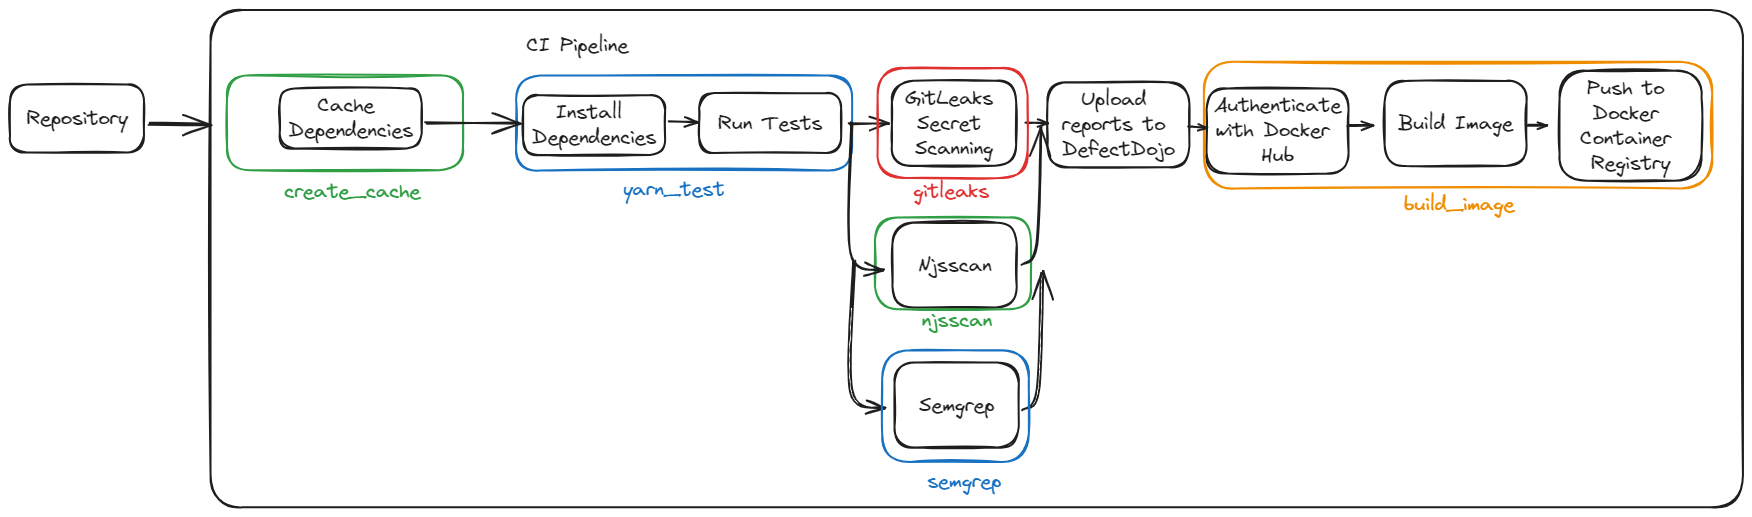 CI Pipeline
Repository
Cache
Dependencies
create_cache
Install
Dependencies
Run Tests
yarn_test
GitLeaks
Secret
Scanning
gitleaks
Njsscan
njsscan
Semgrep
semgrep
Upload
reports to
DefectDojo
Authenticate
with Docker
Hub
Build Image
Push to
Docker
Container
Registry
build_image